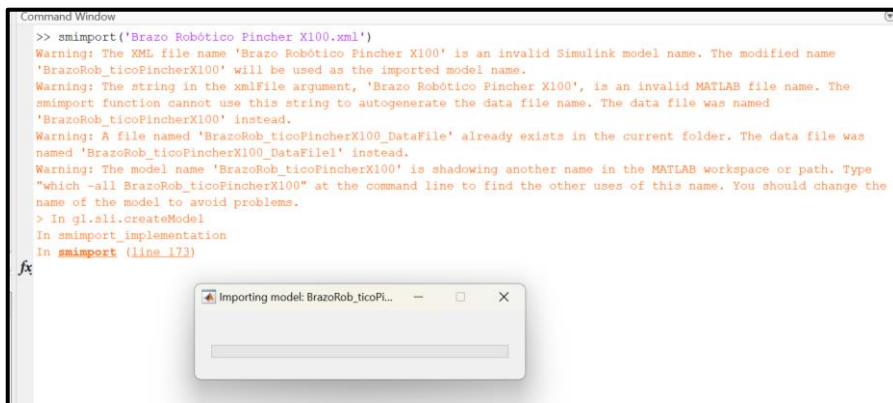 Command Window
>> smimport('Brazo Robótico Pincher X100.xml')
Warning: The XML file name 'Brazo Robótico Pincher X100' is an invalid Simulink model name. The modified name
'BrazoRob_ticoPincherX100' will be used as the imported model name.
Warning: The string in the xmlFile argument, 'Brazo Robótico Pincher X100', is an invalid MATLAB file name. The
smimport function cannot use this string to autogenerate the data file name. The data file was named
'BrazoRob_ticoPincherX100' instead.
Warning: A file named 'BrazoRob_ticoPincherX100_DataFile' already exists in the current folder. The data file was
named 'BrazoRob_ticoPincherX100_DataFile1' instead.
Warning: The model name 'BrazoRob_ticoPincherX100' is shadowing another name in the MATLAB workspace or path. Type
"which -all BrazoRob_ticoPincherX100" at the command line to find the other uses of this name. You should change the
name of the model to avoid problems.
> In gl.sli.createModel
In smimport_implementation
In smimport (line 173)
fx
Importing model: BrazoRob_ticoPi...